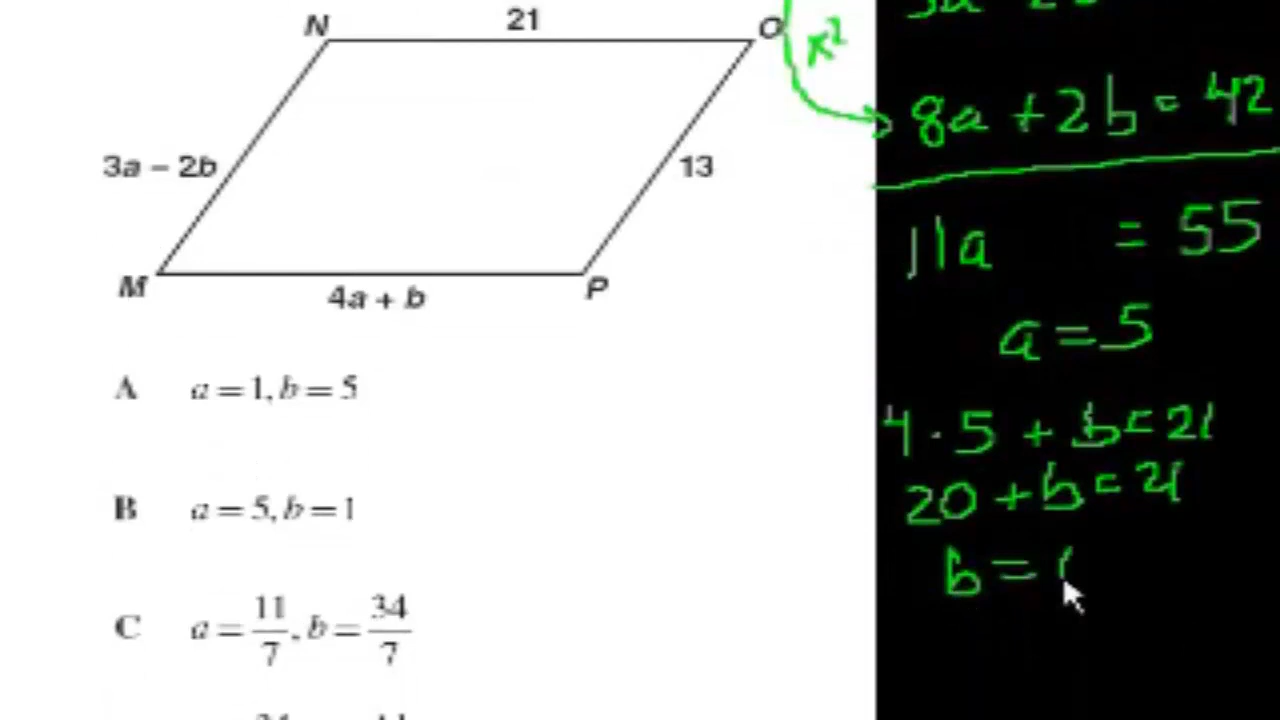 N 21 O
x2
8a + 2b = 42
3a – 2b 13
11a = 55
M 4a + b P
a = 5
A a = 1, b = 5
4 · 5 + b = 21
20 + b = 21
B a = 5, b = 1
b =
C a = 11/7, b = 34/7